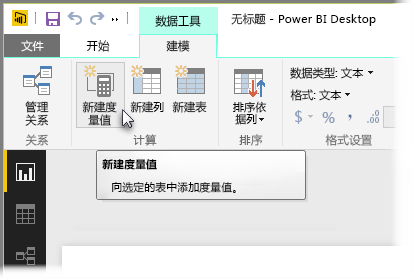 数据工具
无标题 - Power BI Desktop
文件
开始
建模
管理
关系
新建度
量值
新建列
新建表
排序依
据列
数据类型: 文本
格式: 文本
$ % , .00
关系
计算
排序
格式设置
新建度量值
向选定的表中添加度量值。